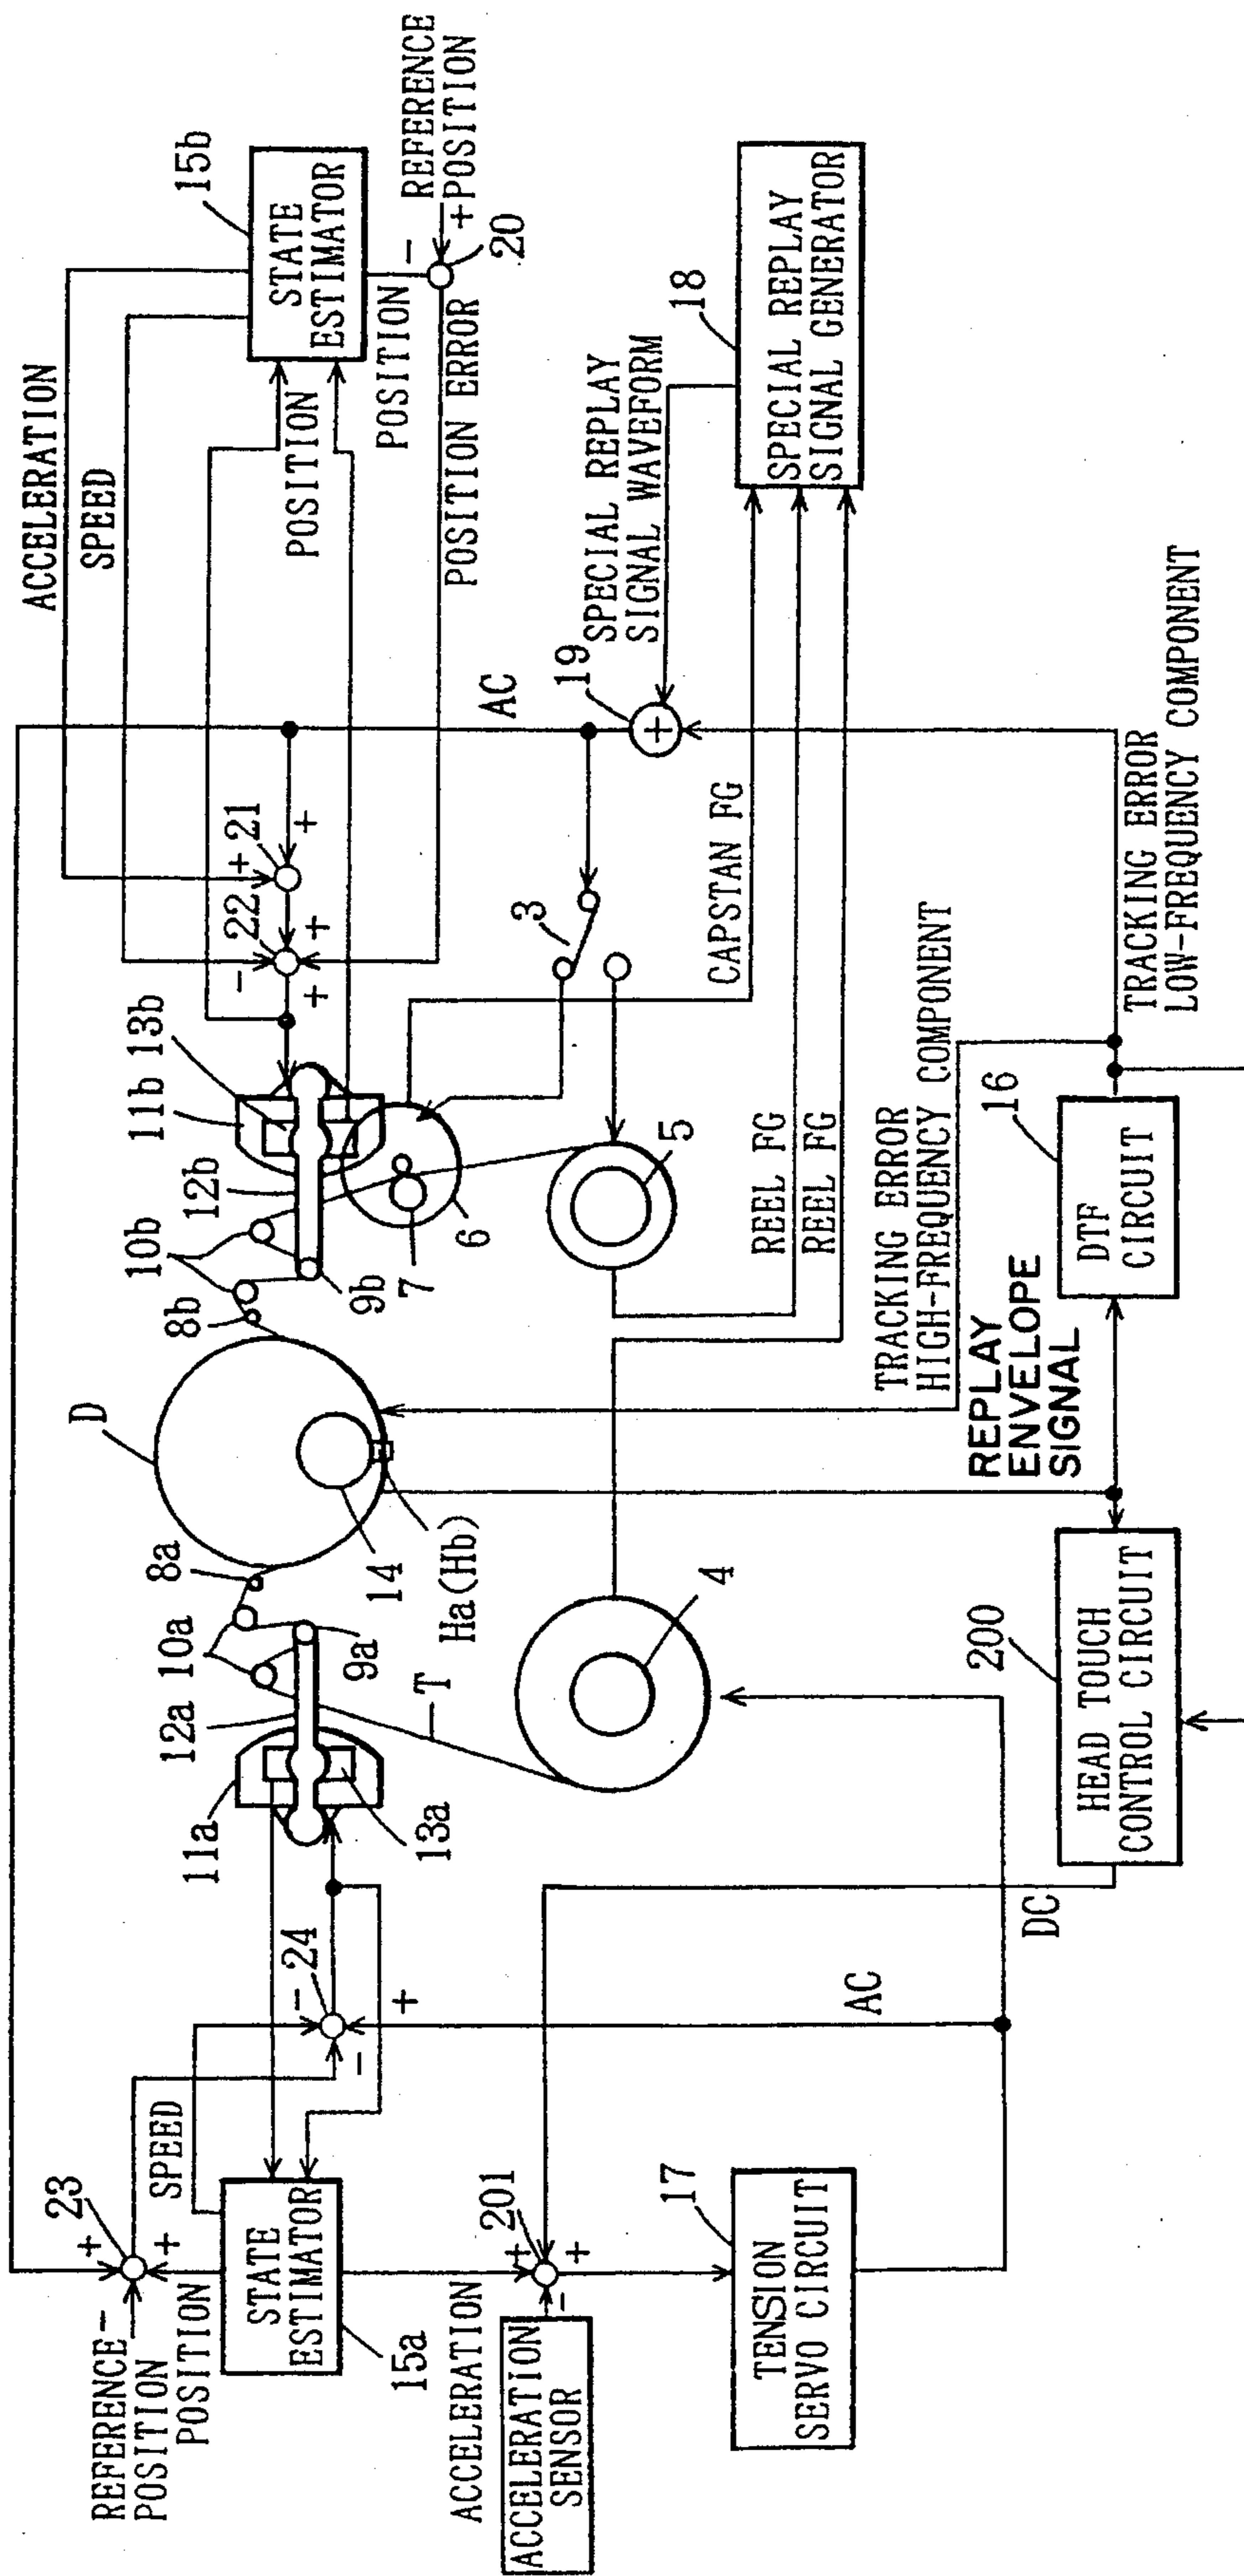 ACCELERATION
SPEED
POSITION
STATE
ESTIMATOR
15b
REFERENCE
+POSITION
-
20
POSITION
POSITION ERROR
22
+
21
+
-
+
+
AC
19
+
SPECIAL REPLAY
SIGNAL WAVEFORM
18
SPECIAL REPLAY
SIGNAL GENERATOR
3
CAPSTAN FG
REEL FG
REEL FG
11b
13b
12b
10b
8b
9b
7
6
5
D
14
Ha(Hb)
8a
10a
9a
12a
11a
13a
T
4
TRACKING ERROR
HIGH-FREQUENCY COMPONENT
TRACKING ERROR
LOW-FREQUENCY COMPONENT
16
DTF
CIRCUIT
REPLAY
ENVELOPE
SIGNAL
200
HEAD TOUCH
CONTROL CIRCUIT
DC
AC
-
24
+
-
23
+
+
-
SPEED
REFERENCE
POSITION
POSITION
STATE
ESTIMATOR
15a
ACCELERATION
201
+
+
-
ACCELERATION
SENSOR
17
TENSION
SERVO CIRCUIT